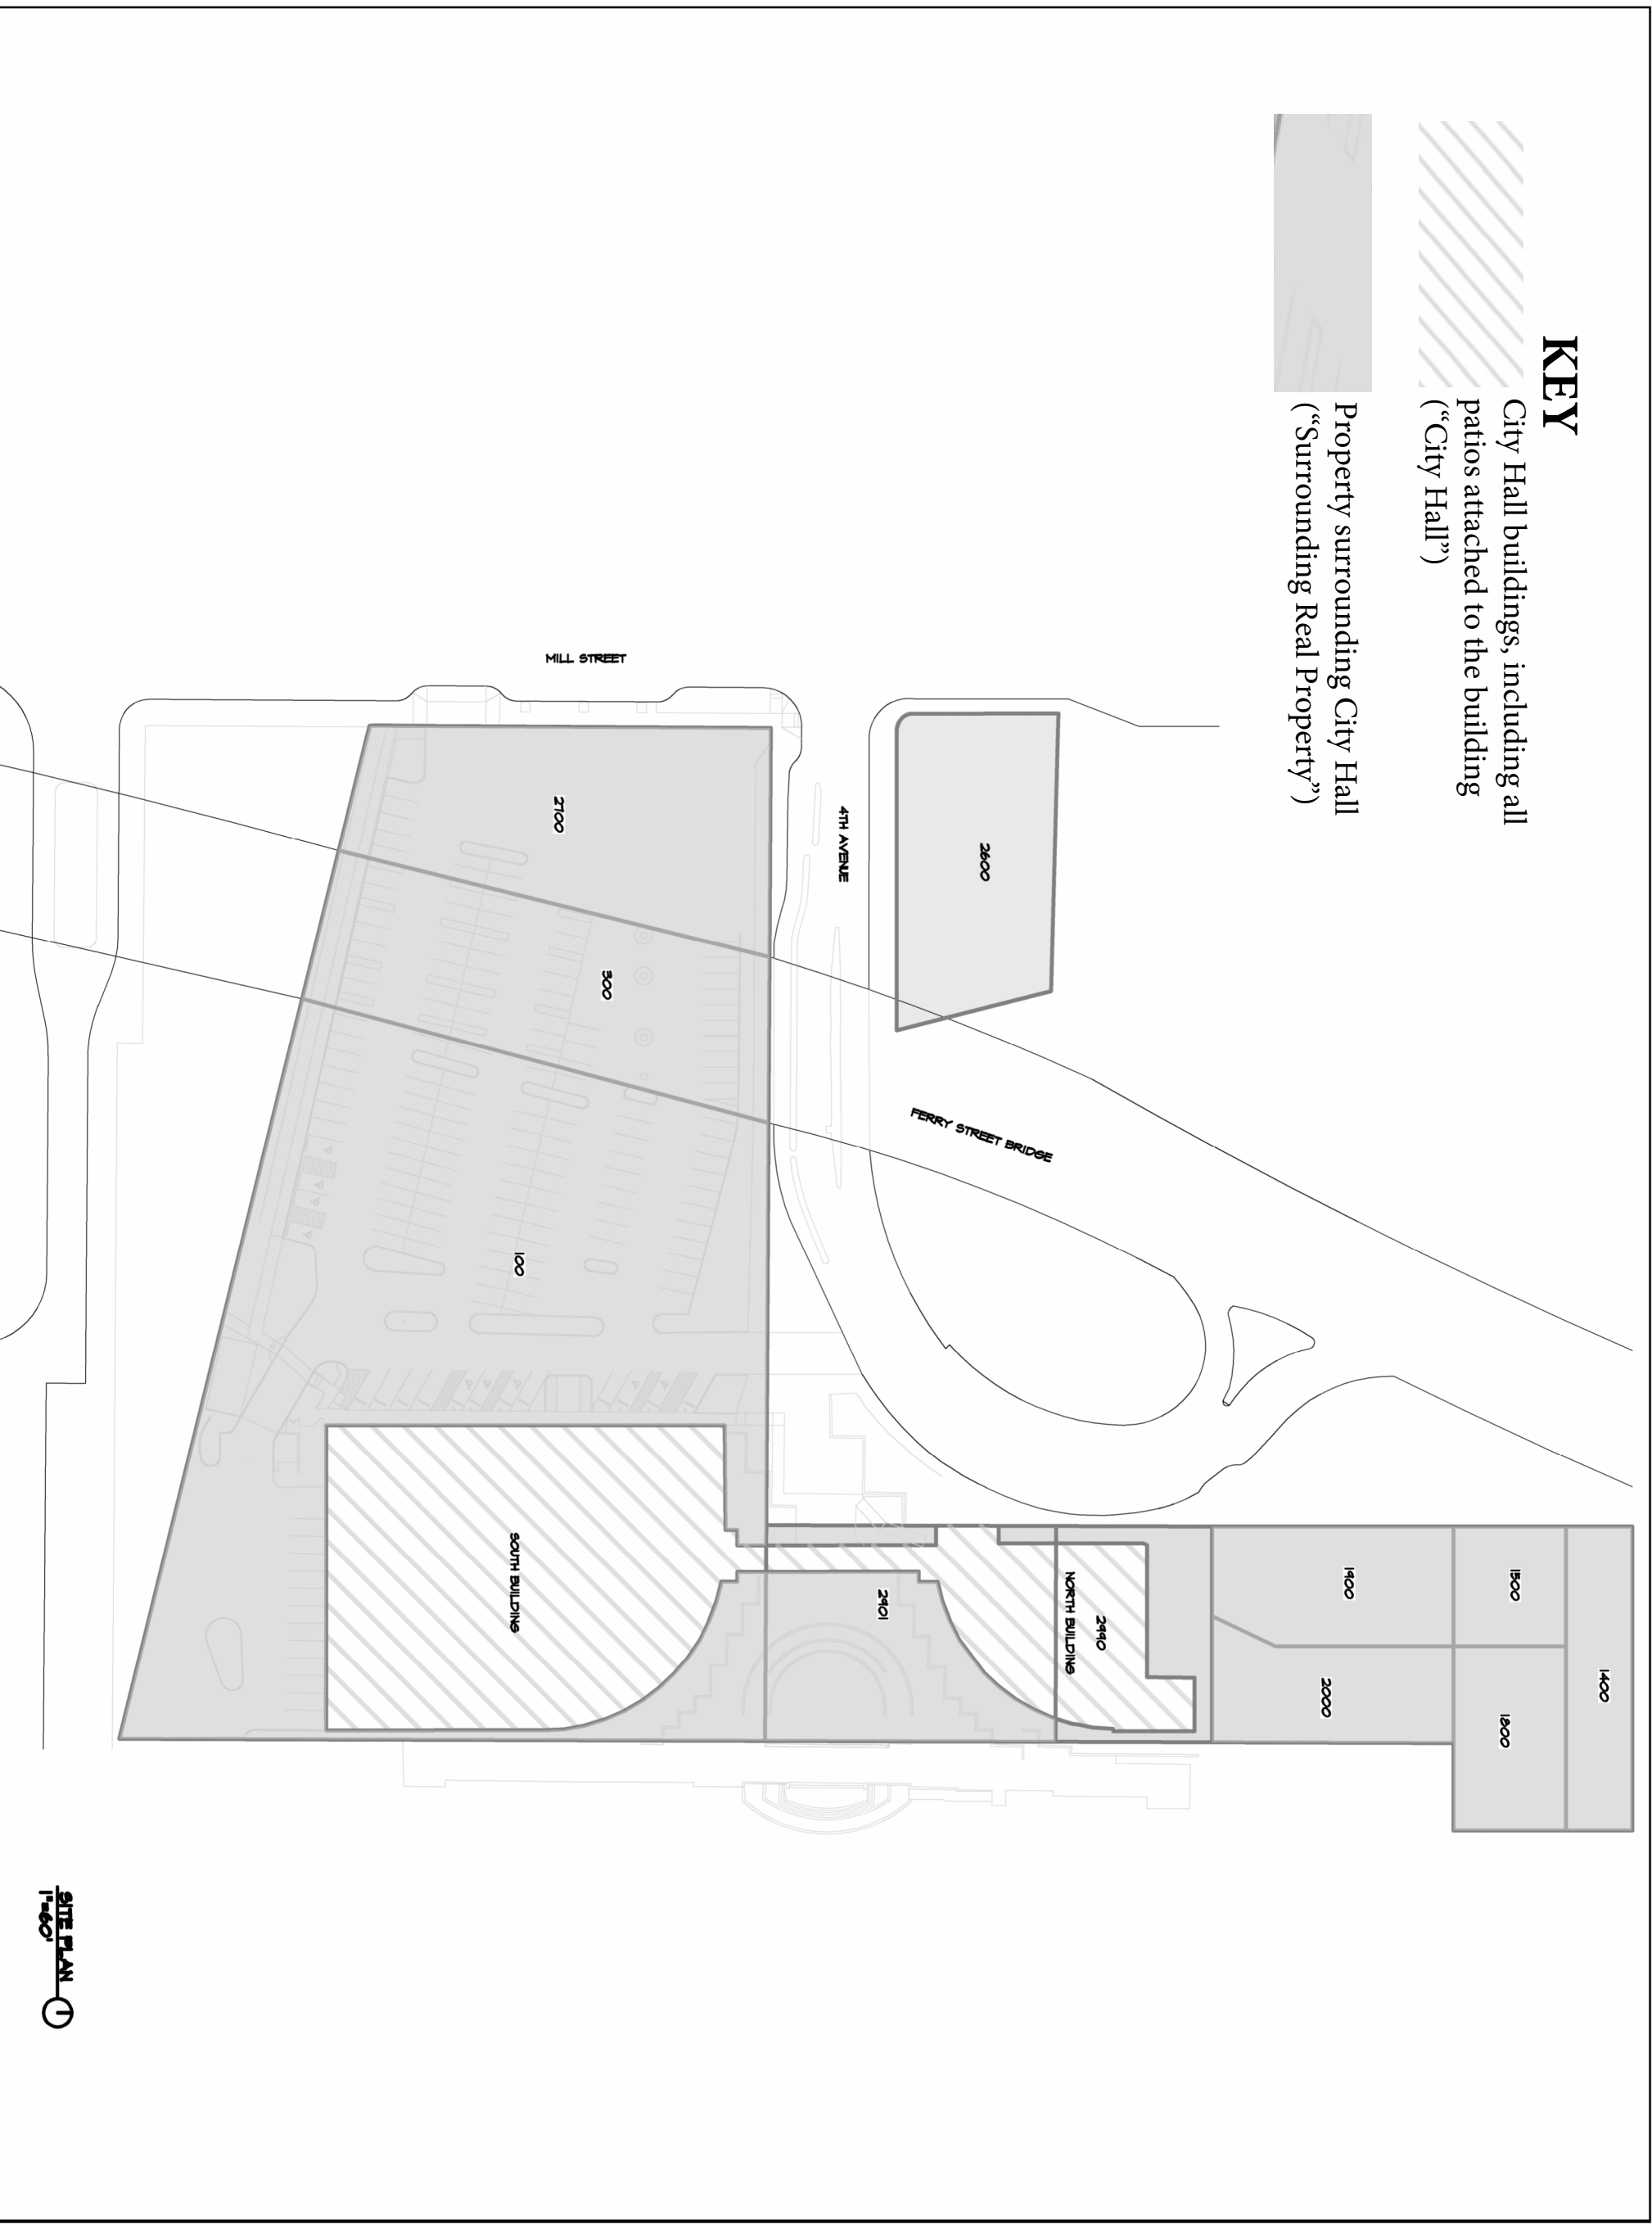 KEY
City Hall buildings, including all
patios attached to the building
(“City Hall”)
Property surrounding City Hall
(“Surrounding Real Property”)
1400
1500
1800
1900
2000
2990
NORTH BUILDING
2600
FERRY STREET BRIDGE
2901
4TH AVENUE
MILL STREET
2700
300
100
SOUTH BUILDING
SITE PLAN
1"=60'